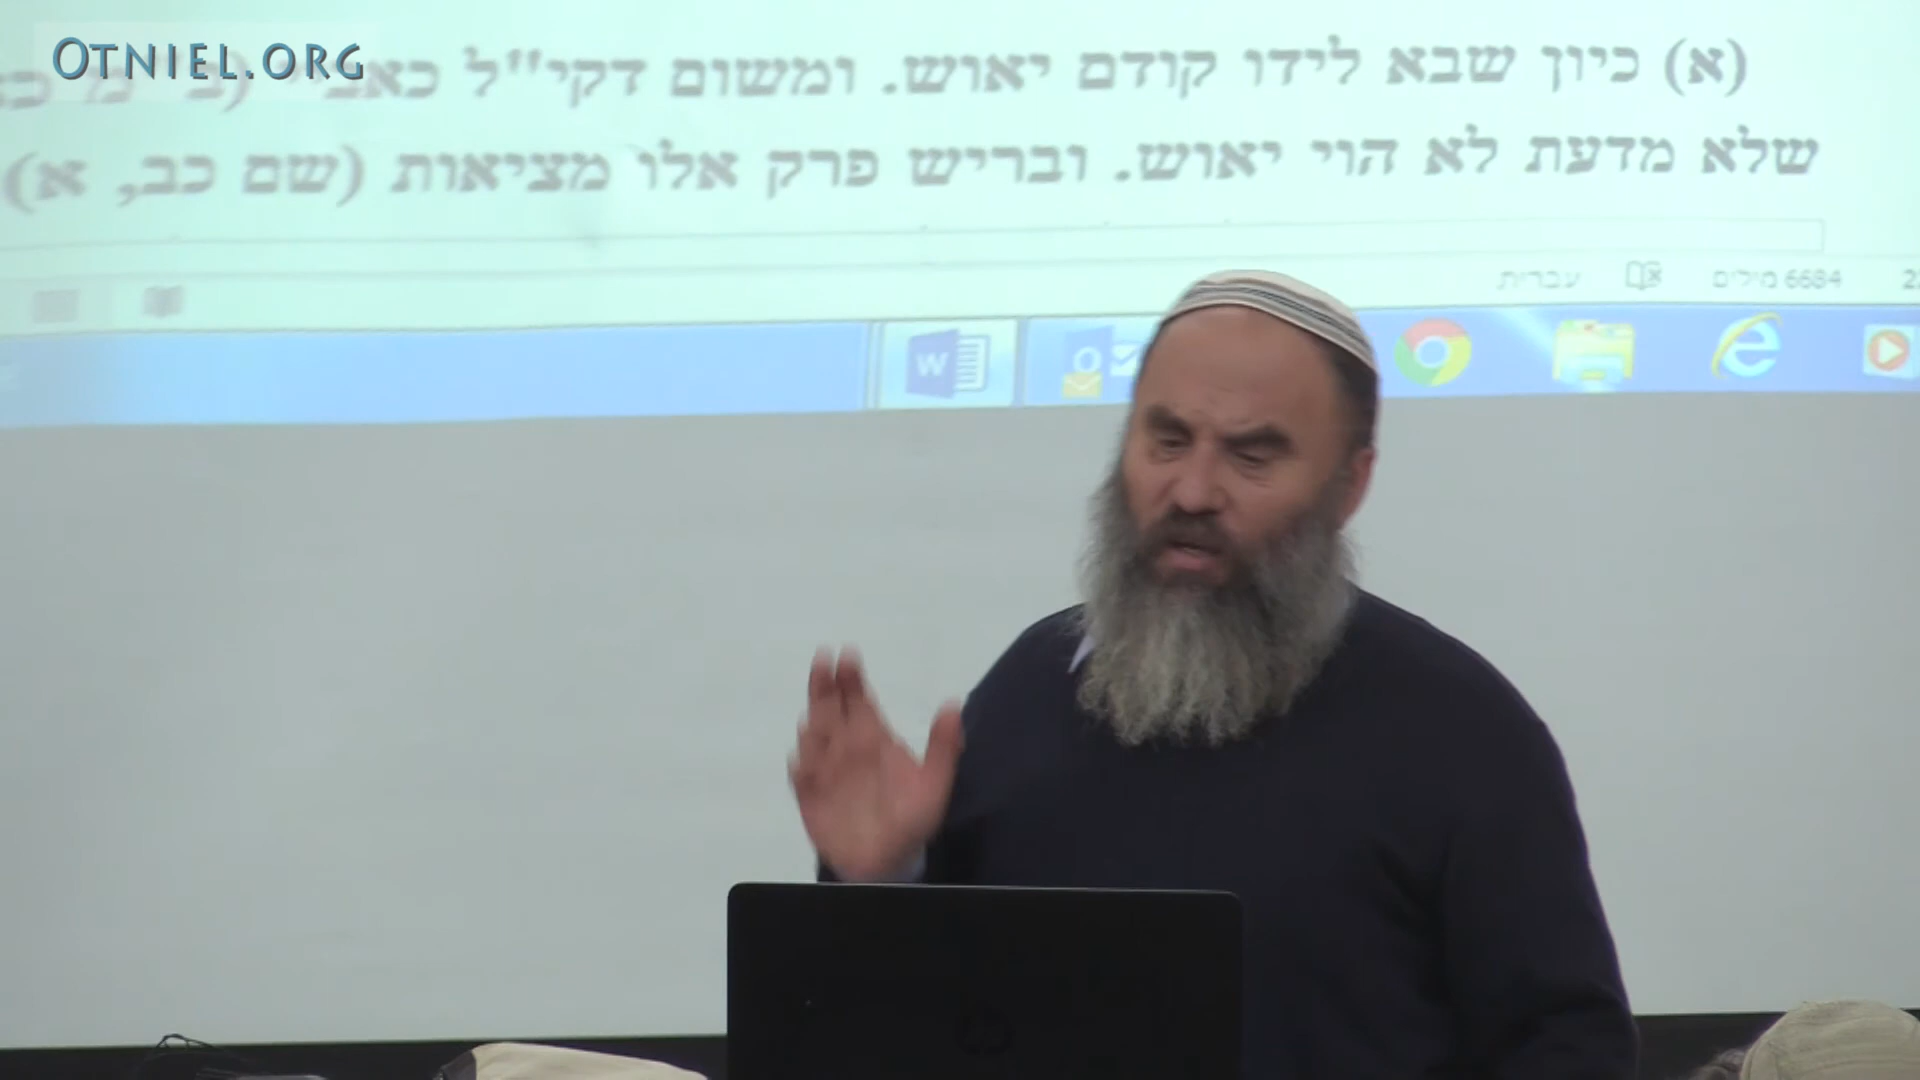 OTNIEL.ORG
(א) כיון שבא לידו קודם יאוש. ומשום דקי"ל כאביי (ב"מ כא
שלא מדעת לא הוי יאוש. ובריש פרק אלו מציאות (שם כב, א)
6684 מילים עברית